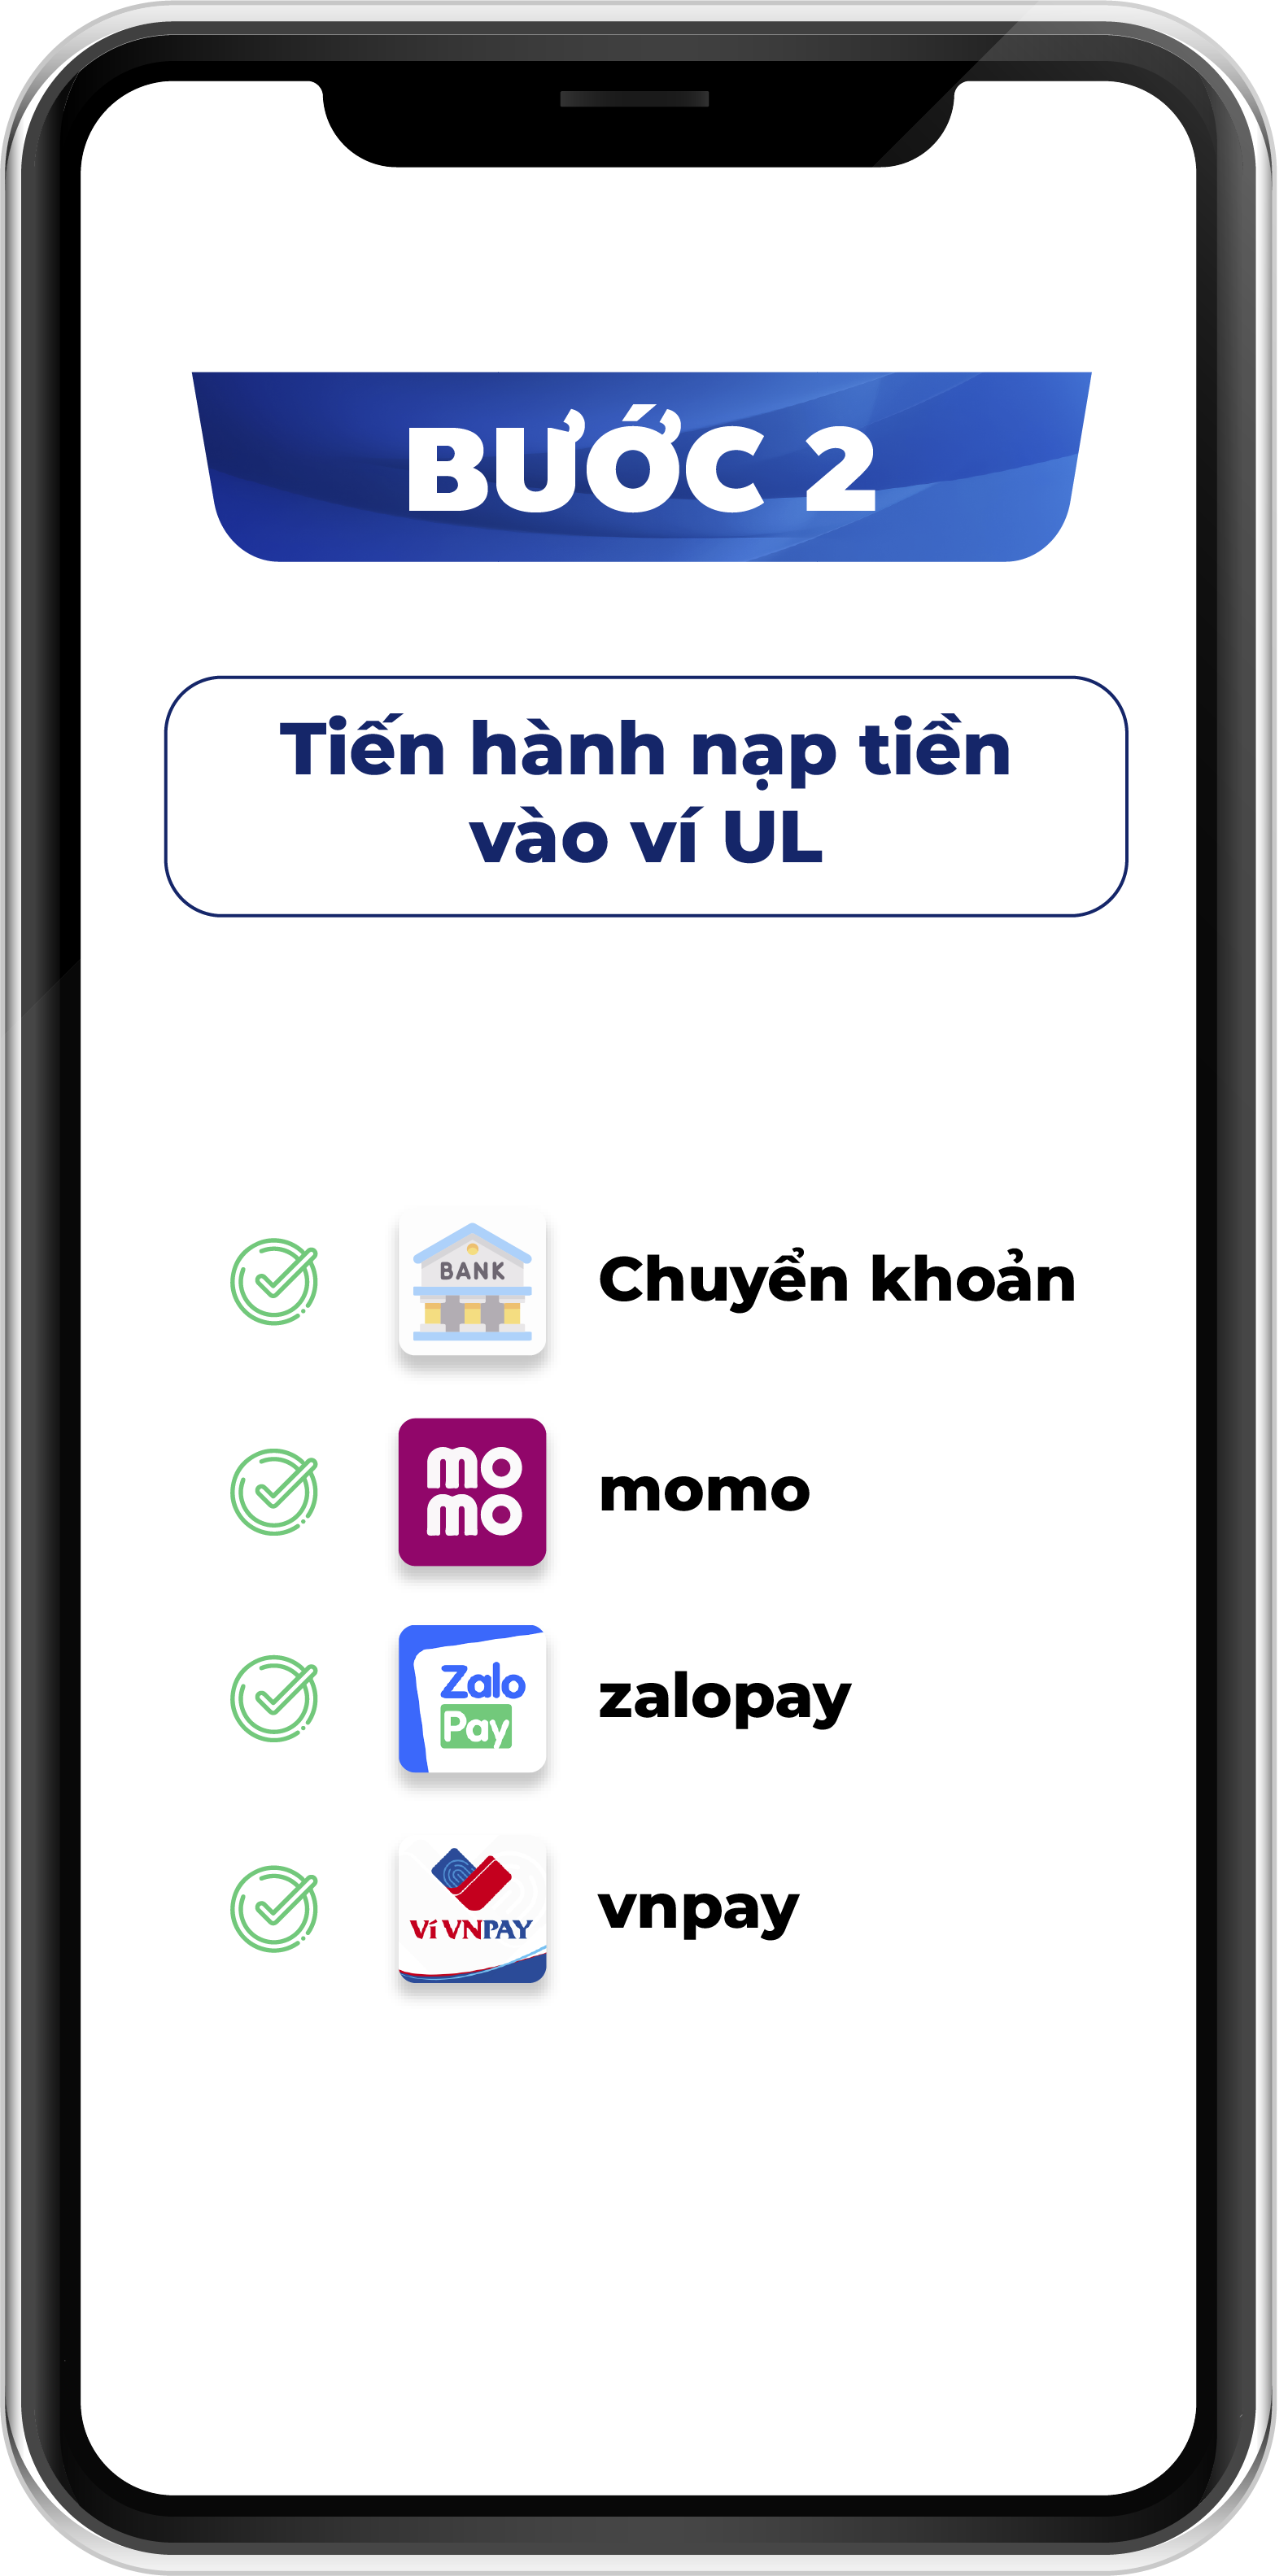 BƯỚC 2
Tiến hành nạp tiền
vào ví UL
BANK
Chuyển khoản
mo
mo
momo
Zalo
Pay
zalopay
Ví VNPAY
vnpay